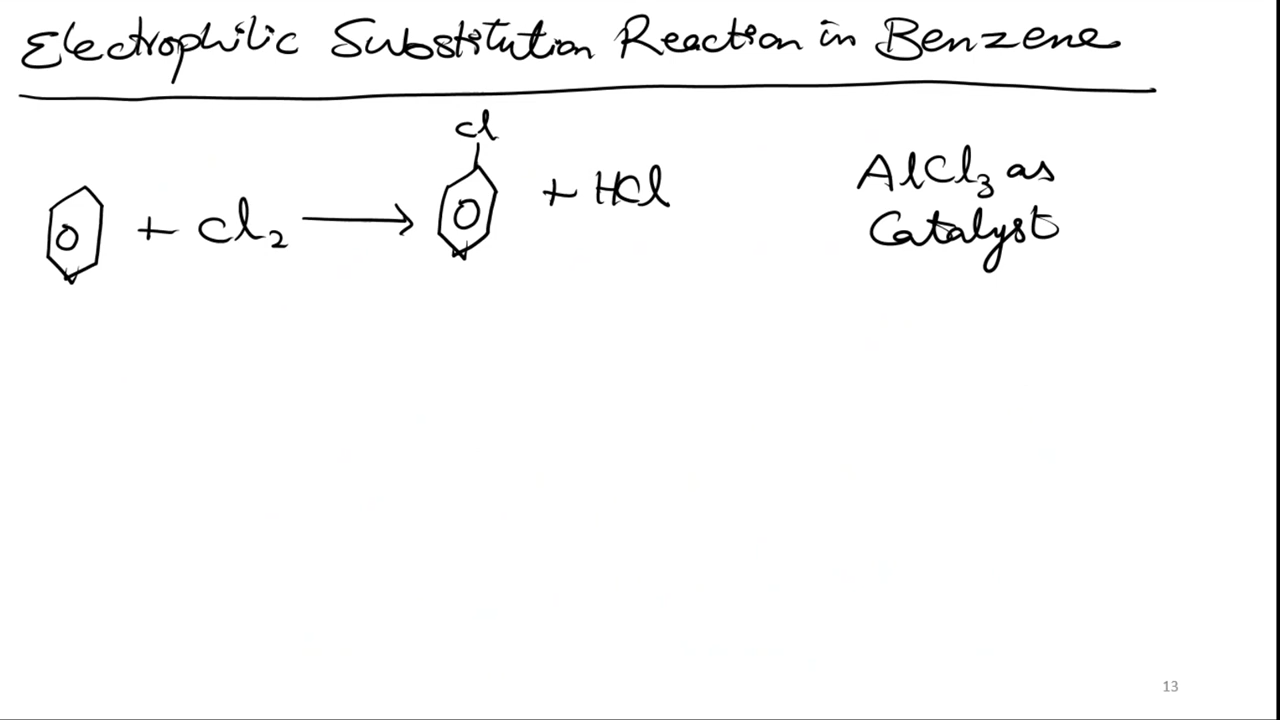 Electrophilic Substitution Reaction in Benzene
Cl
+ Cl₂ ⟶ + HCl
AlCl₃ as
Catalyst
13